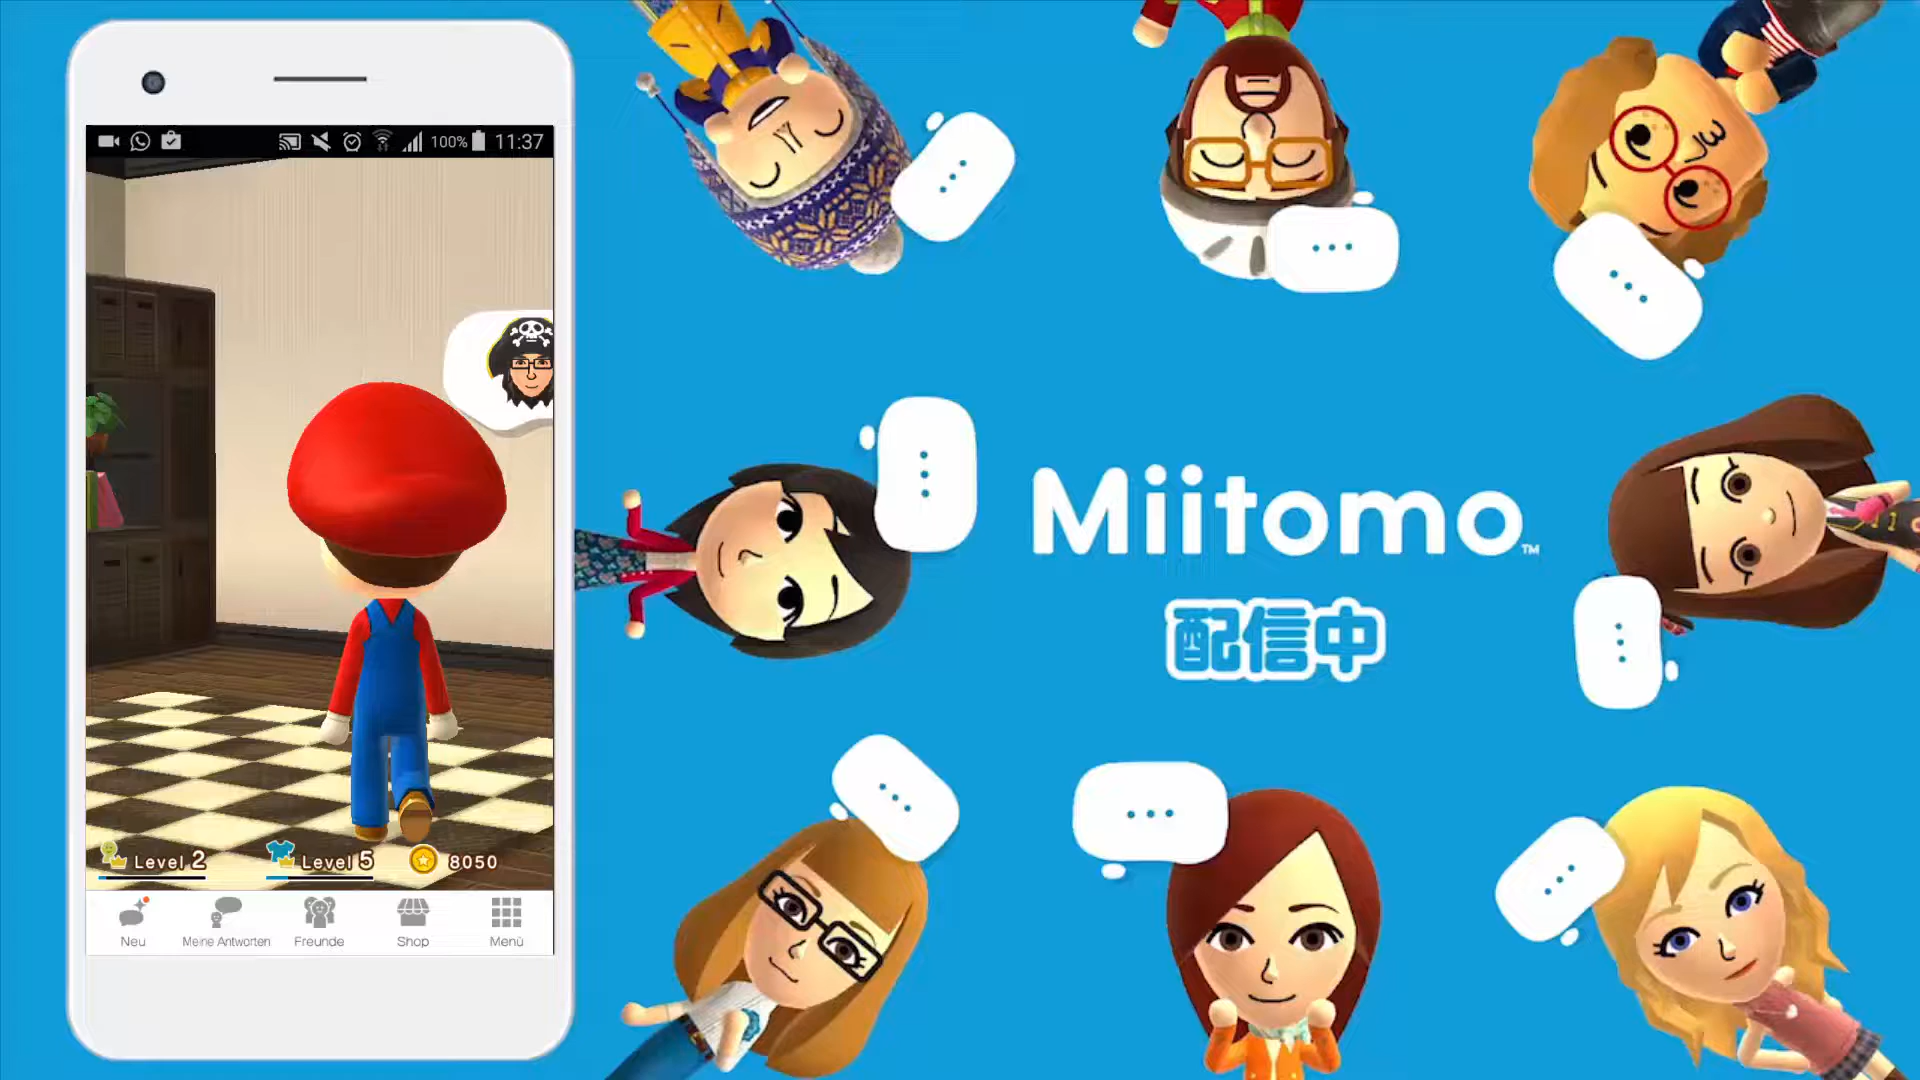 100% 11:37
Level 2 Level 5 8050
Neu Meine Antworten Freunde Shop Menü
Miitomo™
配信中